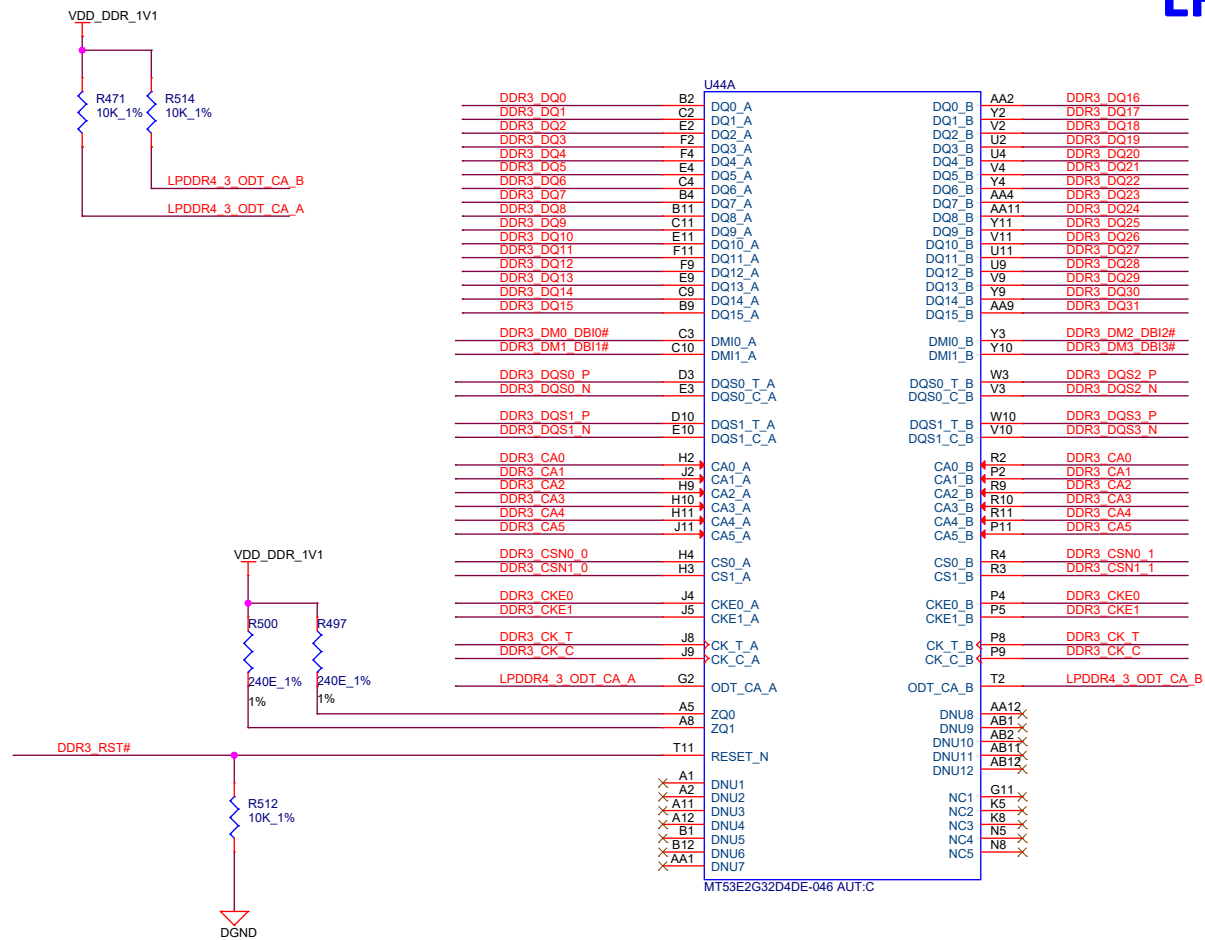 VDD_DDR_1V1
R471
10K_1%
R514
10K_1%
LPDDR4_3_ODT_CA_B
LPDDR4_3_ODT_CA_A
U44A
DDR3_DQ0 B2 DQ0_A DQ0_B AA2 DDR3_DQ16
DDR3_DQ1 C2 DQ1_A DQ1_B Y2 DDR3_DQ17
DDR3_DQ2 E2 DQ2_A DQ2_B V2 DDR3_DQ18
DDR3_DQ3 F2 DQ3_A DQ3_B U2 DDR3_DQ19
DDR3_DQ4 F4 DQ4_A DQ4_B U4 DDR3_DQ20
DDR3_DQ5 E4 DQ5_A DQ5_B V4 DDR3_DQ21
DDR3_DQ6 C4 DQ6_A DQ6_B Y4 DDR3_DQ22
DDR3_DQ7 B4 DQ7_A DQ7_B AA4 DDR3_DQ23
DDR3_DQ8 B11 DQ8_A DQ8_B AA11 DDR3_DQ24
DDR3_DQ9 C11 DQ9_A DQ9_B Y11 DDR3_DQ25
DDR3_DQ10 E11 DQ10_A DQ10_B V11 DDR3_DQ26
DDR3_DQ11 F11 DQ11_A DQ11_B U11 DDR3_DQ27
DDR3_DQ12 F9 DQ12_A DQ12_B U9 DDR3_DQ28
DDR3_DQ13 E9 DQ13_A DQ13_B V9 DDR3_DQ29
DDR3_DQ14 C9 DQ14_A DQ14_B Y9 DDR3_DQ30
DDR3_DQ15 B9 DQ15_A DQ15_B AA9 DDR3_DQ31
DDR3_DM0_DBI0# C3 DMI0_A DMI0_B Y3 DDR3_DM2_DBI2#
DDR3_DM1_DBI1# C10 DMI1_A DMI1_B Y10 DDR3_DM3_DBI3#
DDR3_DQS0_P D3 DQS0_T_A DQS0_T_B W3 DDR3_DQS2_P
DDR3_DQS0_N E3 DQS0_C_A DQS0_C_B V3 DDR3_DQS2_N
DDR3_DQS1_P D10 DQS1_T_A DQS1_T_B W10 DDR3_DQS3_P
DDR3_DQS1_N E10 DQS1_C_A DQS1_C_B V10 DDR3_DQS3_N
DDR3_CA0 H2 CA0_A CA0_B R2 DDR3_CA0
DDR3_CA1 J2 CA1_A CA1_B P2 DDR3_CA1
DDR3_CA2 H9 CA2_A CA2_B R9 DDR3_CA2
DDR3_CA3 H10 CA3_A CA3_B R10 DDR3_CA3
DDR3_CA4 H11 CA4_A CA4_B R11 DDR3_CA4
DDR3_CA5 J11 CA5_A CA5_B P11 DDR3_CA5
DDR3_CSN0_0 H4 CS0_A CS0_B R4 DDR3_CSN0_1
DDR3_CSN1_0 H3 CS1_A CS1_B R3 DDR3_CSN1_1
DDR3_CKE0 J4 CKE0_A CKE0_B P4 DDR3_CKE0
DDR3_CKE1 J5 CKE1_A CKE1_B P5 DDR3_CKE1
DDR3_CK_T J8 CK_T_A CK_T_B P8 DDR3_CK_T
DDR3_CK_C J9 CK_C_A CK_C_B P9 DDR3_CK_C
LPDDR4_3_ODT_CA_A G2 ODT_CA_A ODT_CA_B T2 LPDDR4_3_ODT_CA_B
VDD_DDR_1V1
R500
240E_1%
1%
R497
240E_1%
1%
A5 ZQ0
A8 ZQ1
DDR3_RST# T11 RESET_N
R512
10K_1%
DGND
A1 DNU1
A2 DNU2
A11 DNU3
A12 DNU4
B1 DNU5
B12 DNU6
AA1 DNU7
DNU8 AA12
DNU9 AB1
DNU10 AB2
DNU11 AB11
DNU12 AB12
NC1 G11
NC2 K5
NC3 K8
NC4 N5
NC5 N8
MT53E2G32D4DE-046 AUT:C